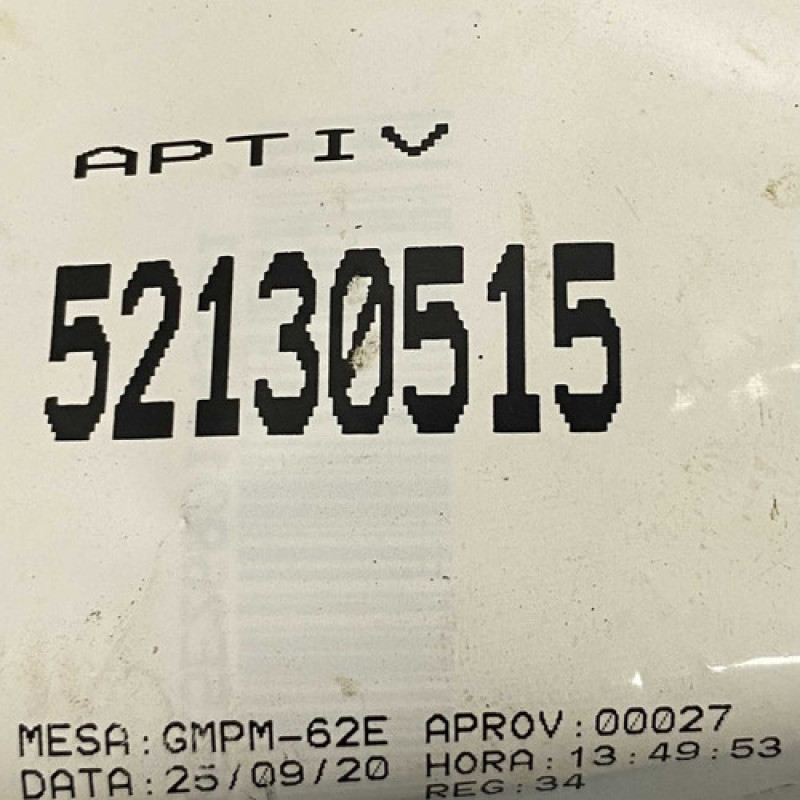 APTIV
52130515
MESA:GMPM-62E APROV:00027
DATA:25/09/20 HORA:13:49:53
REG:34